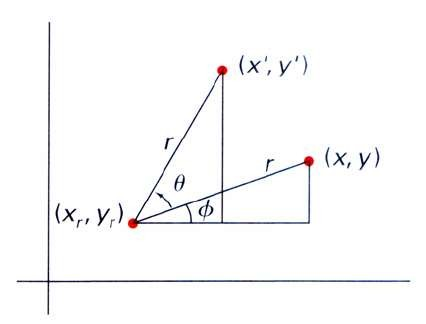 (x', y')
r
r
(x, y)
θ
(xᵣ, yᵣ)
ϕ